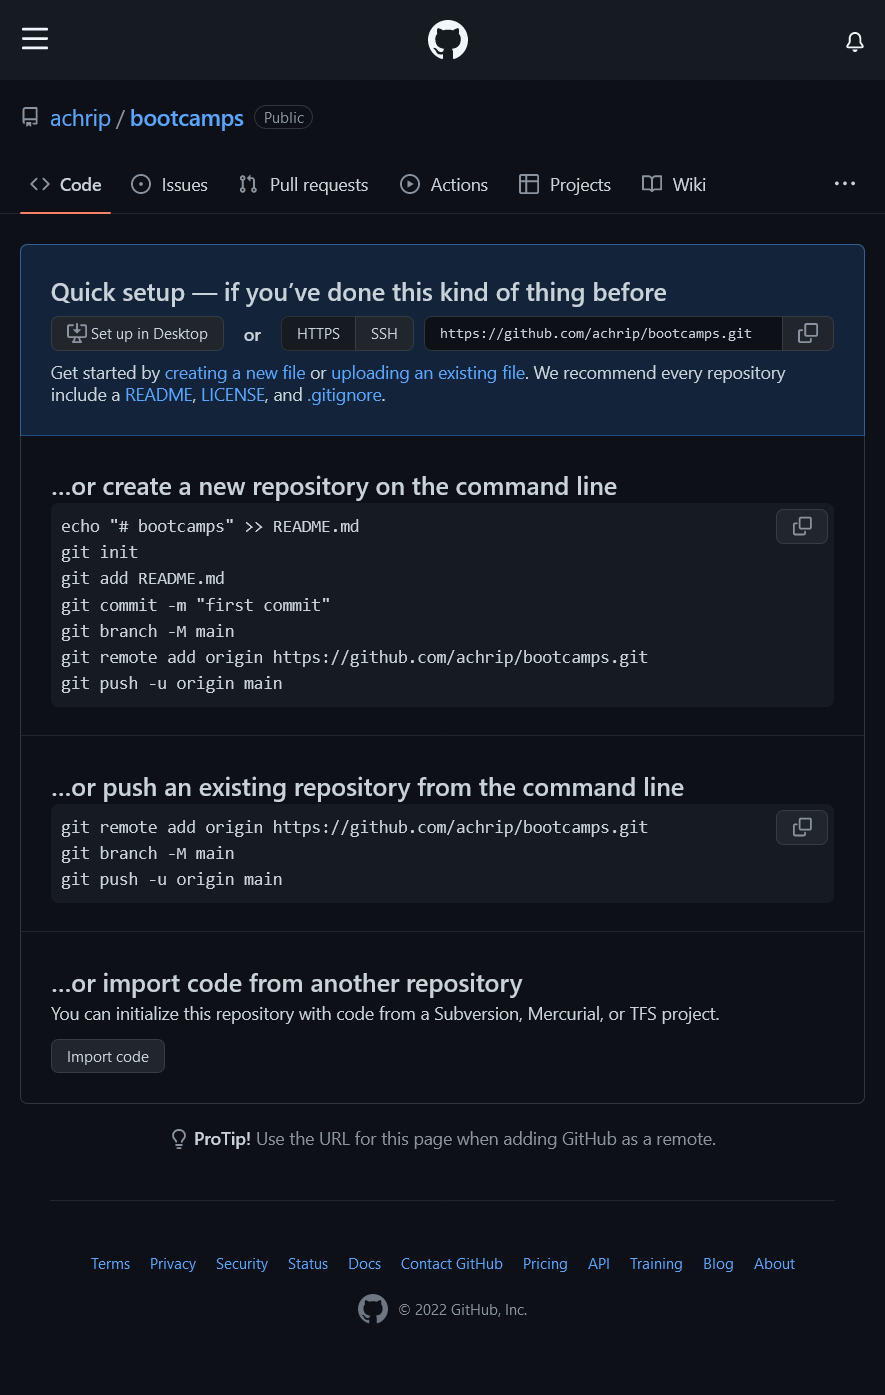 achrip / bootcamps Public
Code Issues Pull requests Actions Projects Wiki
Quick setup — if you’ve done this kind of thing before
Set up in Desktop or HTTPS SSH https://github.com/achrip/bootcamps.git
Get started by creating a new file or uploading an existing file. We recommend every repository
include a README, LICENSE, and .gitignore.
…or create a new repository on the command line
echo "# bootcamps" >> README.md
git init
git add README.md
git commit -m "first commit"
git branch -M main
git remote add origin https://github.com/achrip/bootcamps.git
git push -u origin main
…or push an existing repository from the command line
git remote add origin https://github.com/achrip/bootcamps.git
git branch -M main
git push -u origin main
…or import code from another repository
You can initialize this repository with code from a Subversion, Mercurial, or TFS project.
Import code
ProTip! Use the URL for this page when adding GitHub as a remote.
Terms Privacy Security Status Docs Contact GitHub Pricing API Training Blog About
© 2022 GitHub, Inc.